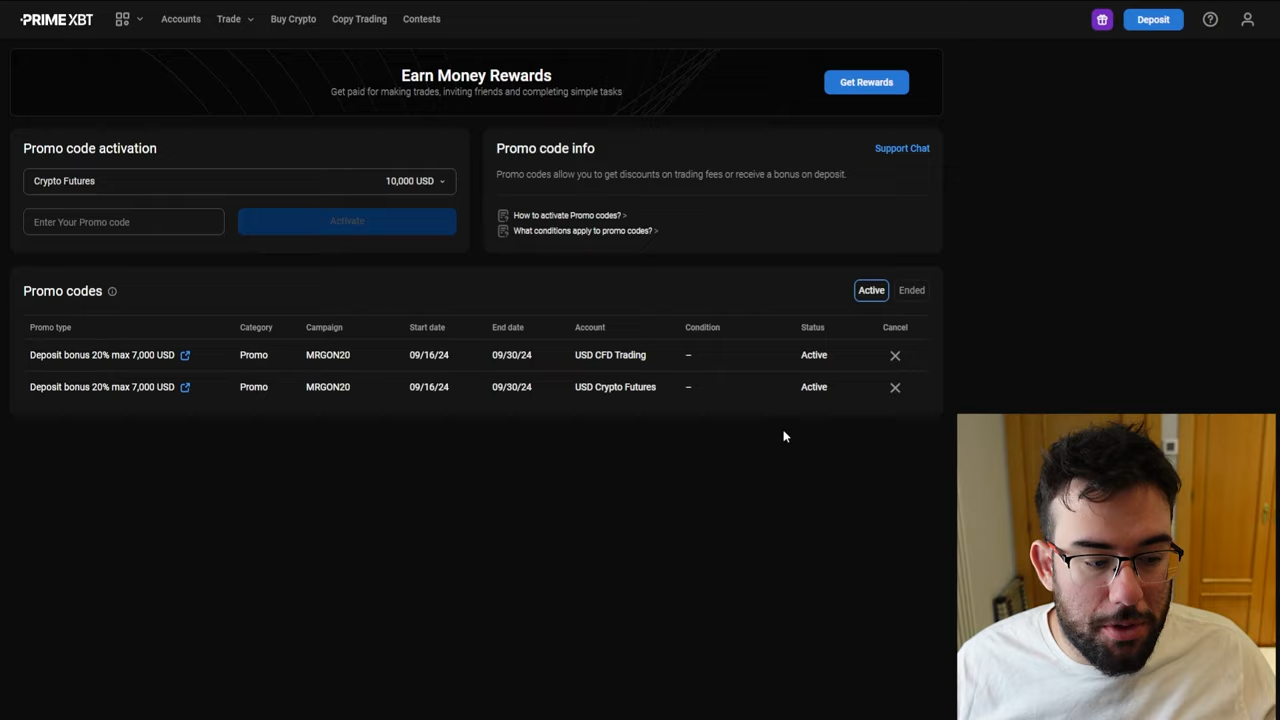 PRIME XBT
Accounts
Trade
Buy Crypto
Copy Trading
Contests
Deposit
Earn Money Rewards
Get paid for making trades, inviting friends and completing simple tasks
Get Rewards
Promo code activation
Crypto Futures 10,000 USD
Enter Your Promo code
Activate
Promo code info
Support Chat
Promo codes allow you to get discounts on trading fees or receive a bonus on deposit.
How to activate Promo codes? >
What conditions apply to promo codes? >
Promo codes
Active
Ended
Promo type Category Campaign Start date End date Account Condition Status Cancel
Deposit bonus 20% max 7,000 USD Promo MRGON20 09/16/24 09/30/24 USD CFD Trading – Active
Deposit bonus 20% max 7,000 USD Promo MRGON20 09/16/24 09/30/24 USD Crypto Futures – Active